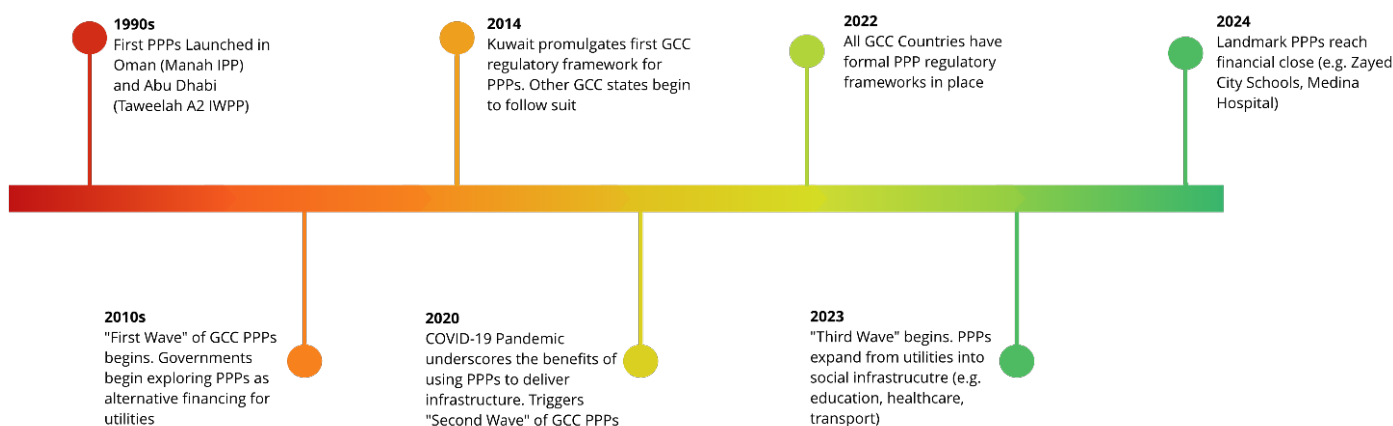 1990s
First PPPs Launched in
Oman (Manah IPP)
and Abu Dhabi
(Taweelah A2 IWPP)
2010s
"First Wave" of GCC PPPs
begins. Governments
begin exploring PPPs as
alternative financing for
utilities
2014
Kuwait promulgates first GCC
regulatory framework for
PPPs. Other GCC states begin
to follow suit
2020
COVID-19 Pandemic
underscores the benefits of
using PPPs to deliver
infrastructure. Triggers
"Second Wave" of GCC PPPs
2022
All GCC Countries have
formal PPP regulatory
frameworks in place
2023
"Third Wave" begins. PPPs
expand from utilities into
social infrastrucutre (e.g.
education, healthcare,
transport)
2024
Landmark PPPs reach
financial close (e.g. Zayed
City Schools, Medina
Hospital)